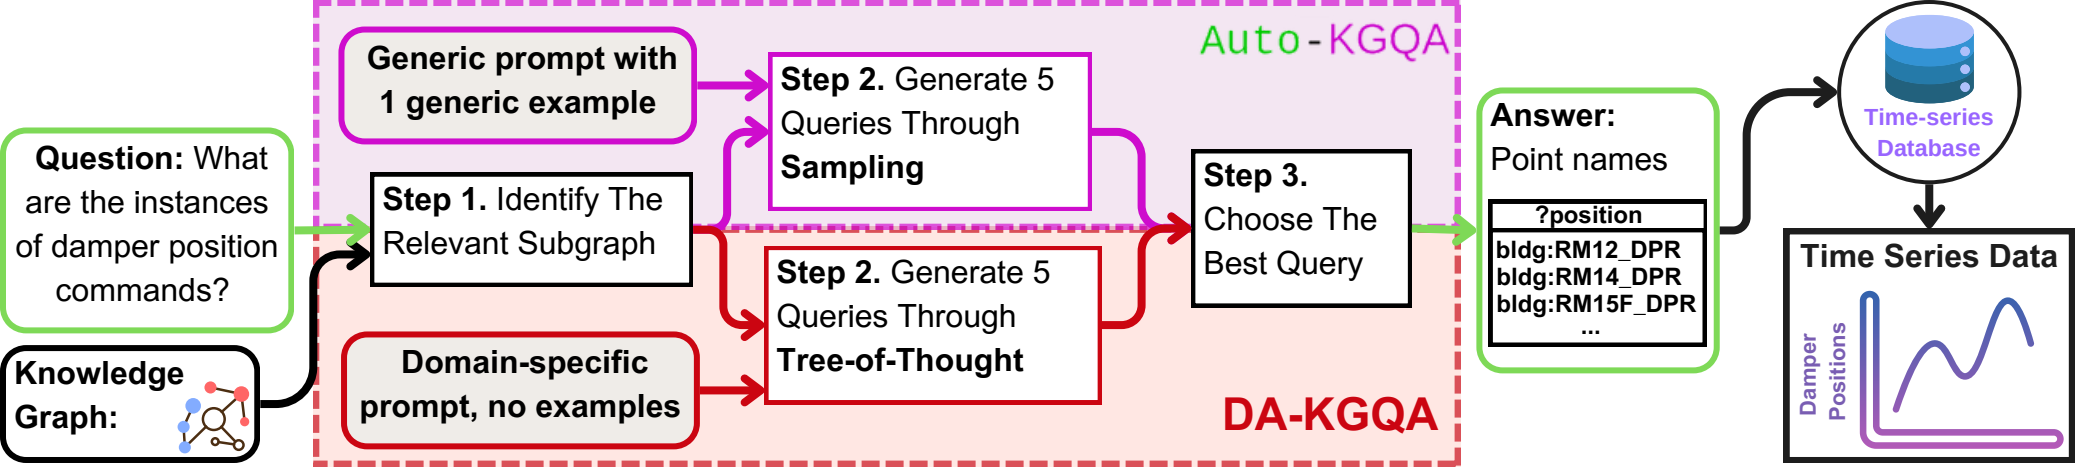 Question: What
are the instances
of damper position
commands?
Knowledge
Graph:
Auto-KGQA
Generic prompt with
1 generic example
Step 1. Identify The
Relevant Subgraph
Step 2. Generate 5
Queries Through
Sampling
Domain-specific
prompt, no examples
Step 2. Generate 5
Queries Through
Tree-of-Thought
DA-KGQA
Step 3.
Choose The
Best Query
Answer:
Point names
?position
bldg:RM12_DPR
bldg:RM14_DPR
bldg:RM15F_DPR
...
Time-series
Database
Time Series Data
Damper
Positions